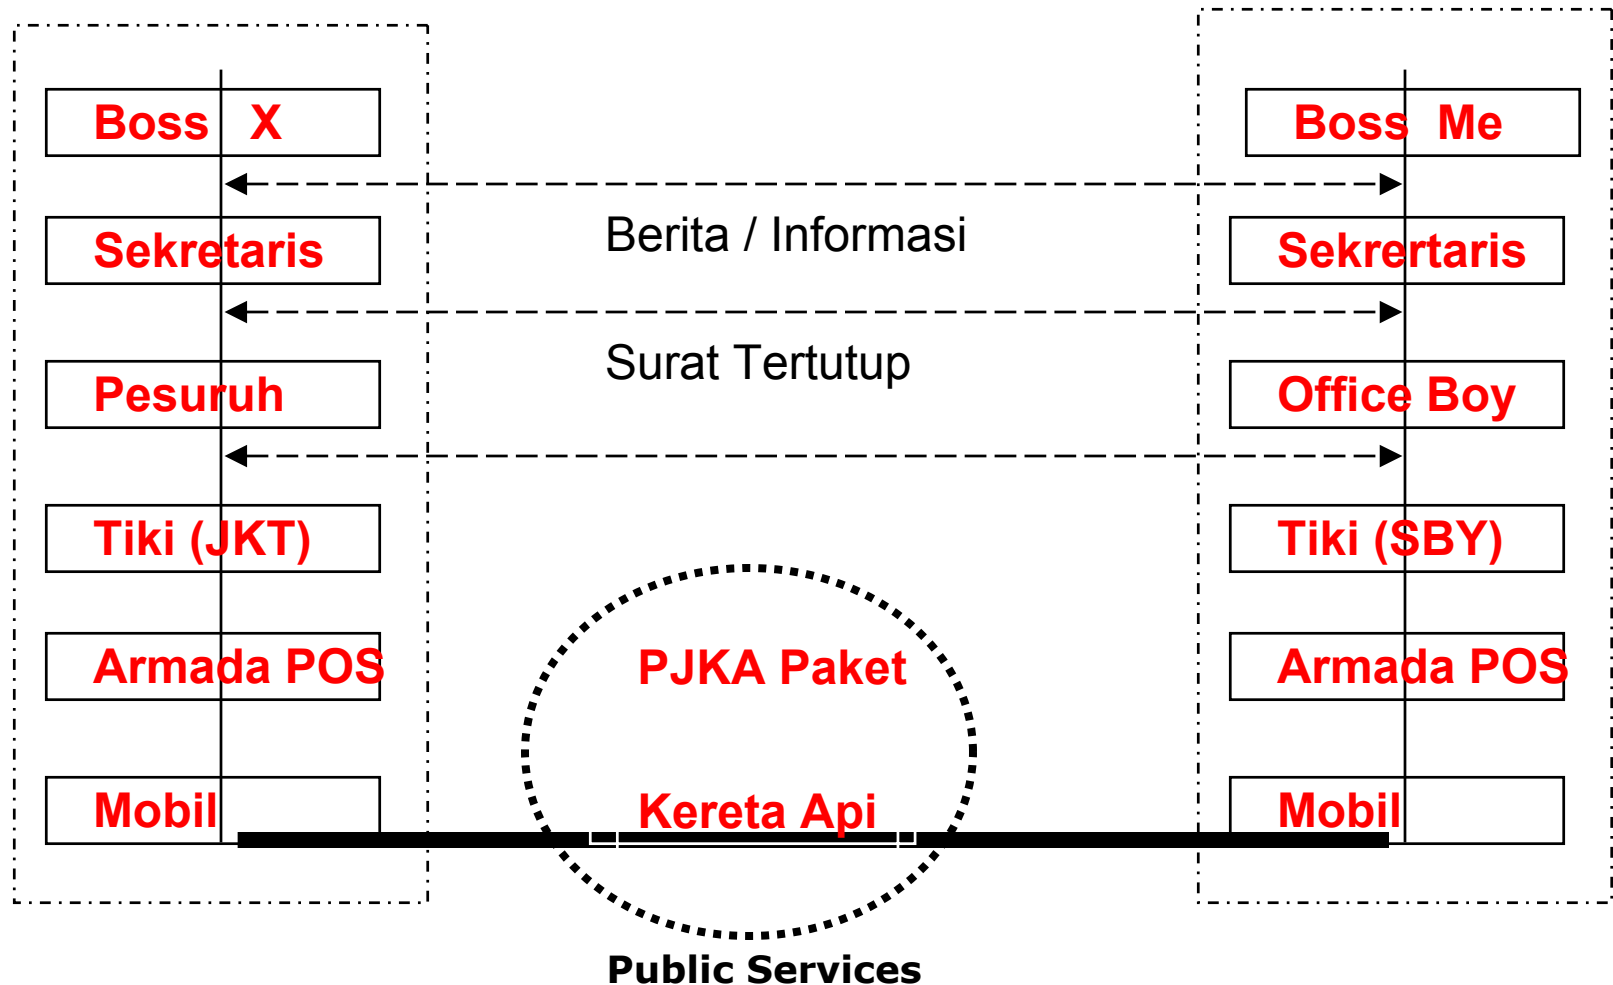 Boss X
Boss Me
Berita / Informasi
Sekretaris
Sekrertaris
Surat Tertutup
Pesuruh
Office Boy
Tiki (JKT)
Tiki (SBY)
Armada POS
PJKA Paket
Armada POS
Mobil
Kereta Api
Mobil
Public Services